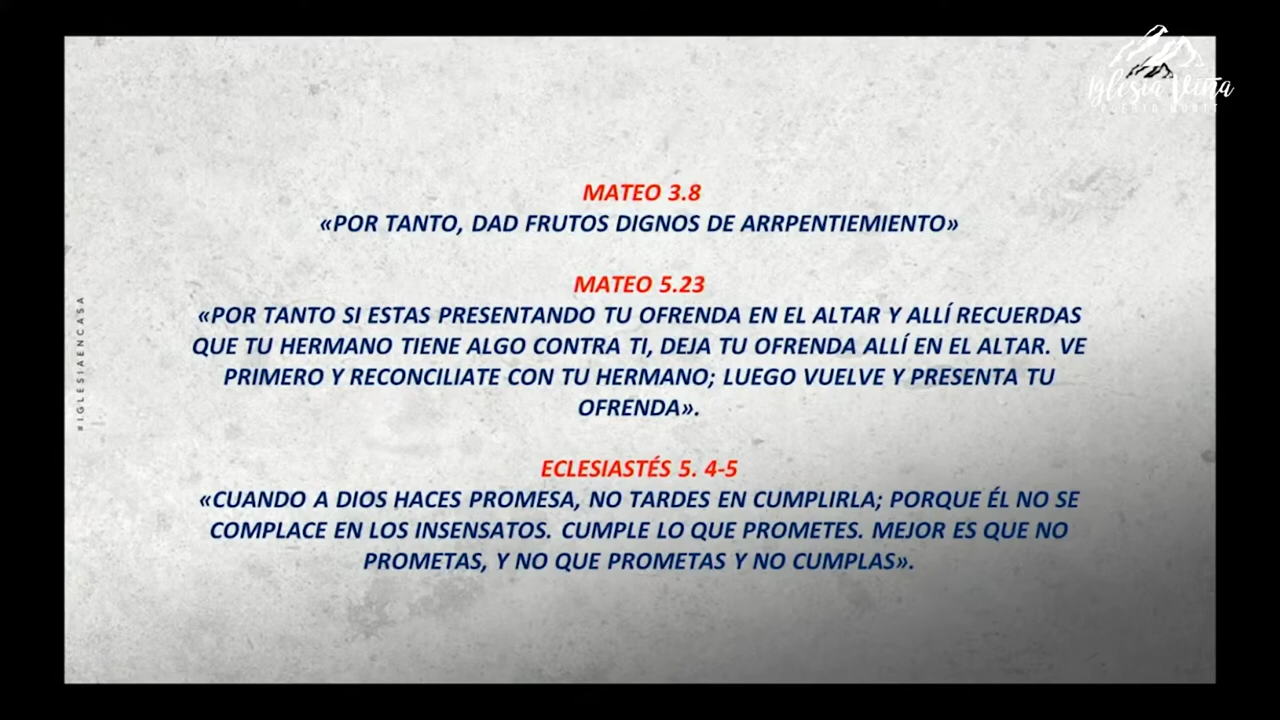 Iglesia Viña
MATEO 3.8
«POR TANTO, DAD FRUTOS DIGNOS DE ARRPENTIEMIENTO»
MATEO 5.23
«POR TANTO SI ESTAS PRESENTANDO TU OFRENDA EN EL ALTAR Y ALLÍ RECUERDAS
QUE TU HERMANO TIENE ALGO CONTRA TI, DEJA TU OFRENDA ALLÍ EN EL ALTAR. VE
PRIMERO Y RECONCILIATE CON TU HERMANO; LUEGO VUELVE Y PRESENTA TU
OFRENDA».
ECLESIASTÉS 5. 4-5
«CUANDO A DIOS HACES PROMESA, NO TARDES EN CUMPLIRLA; PORQUE ÉL NO SE
COMPLACE EN LOS INSENSATOS. CUMPLE LO QUE PROMETES. MEJOR ES QUE NO
PROMETAS, Y NO QUE PROMETAS Y NO CUMPLAS».
#IGLESIAENCASA